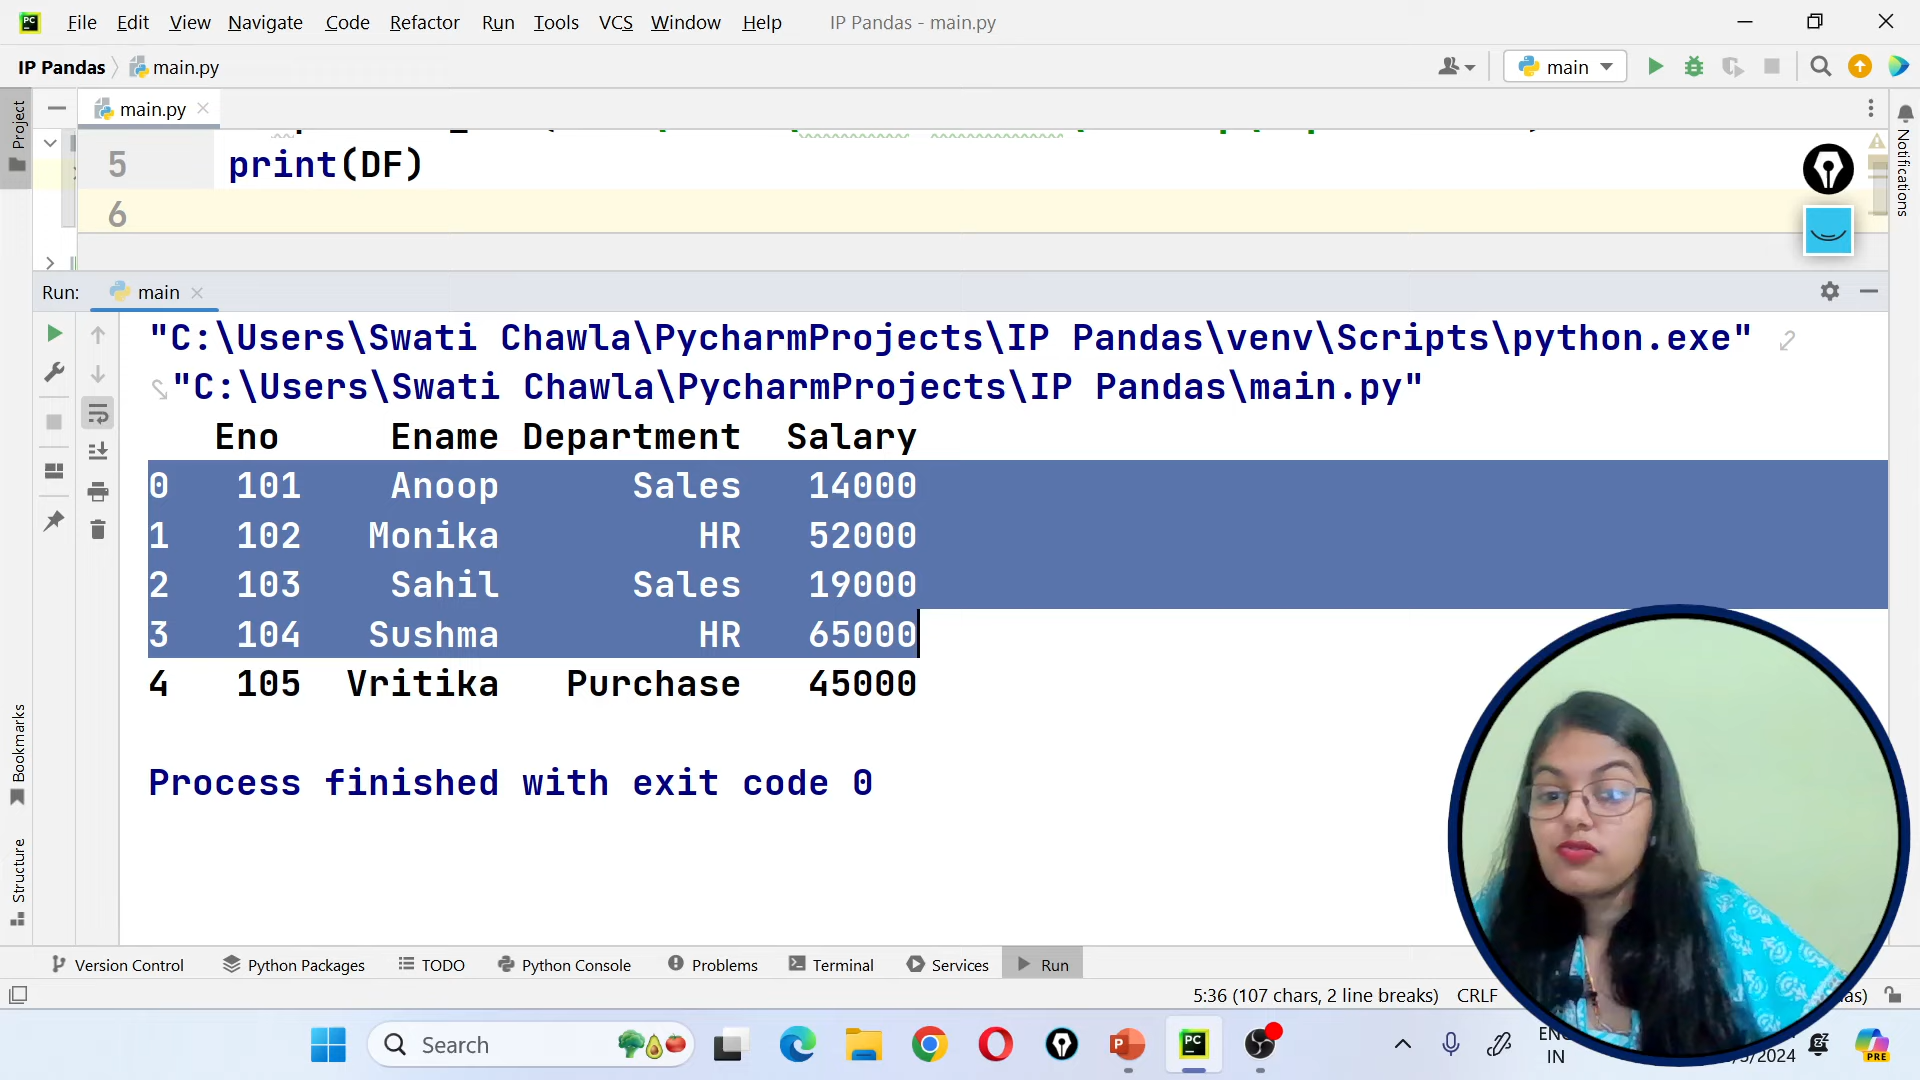 File Edit View Navigate Code Refactor Run Tools VCS Window Help IP Pandas - main.py
IP Pandas main.py main
Project
main.py
Notifications
5 print(DF)
6
Run: main
"C:\Users\Swati Chawla\PycharmProjects\IP Pandas\venv\Scripts\python.exe"
"C:\Users\Swati Chawla\PycharmProjects\IP Pandas\main.py"
Eno Ename Department Salary
0 101 Anoop Sales 14000
1 102 Monika HR 52000
2 103 Sahil Sales 19000
3 104 Sushma HR 65000
4 105 Vritika Purchase 45000
Process finished with exit code 0
Bookmarks
Structure
Version Control Python Packages TODO Python Console Problems Terminal Services Run
5:36 (107 chars, 2 line breaks) CRLF
Search
IN
PRE